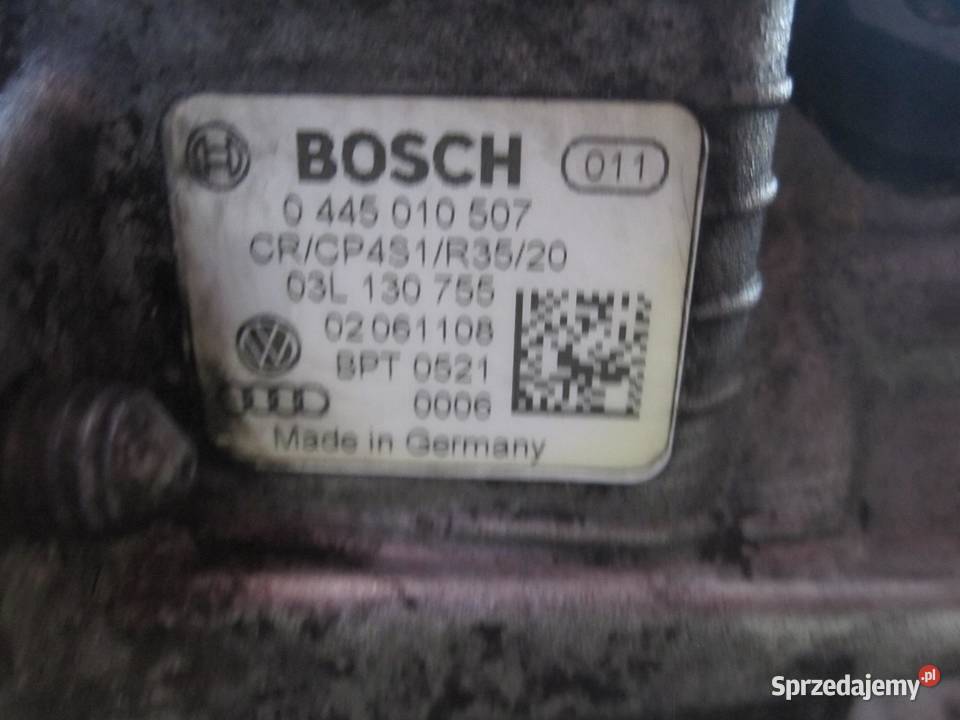 BOSCH
011
0 445 010 507
CR/CP4S1/R35/20
03L 130 755
02 061108
BPT 0521
0006
Made in Germany
Sprzedajemy.pl